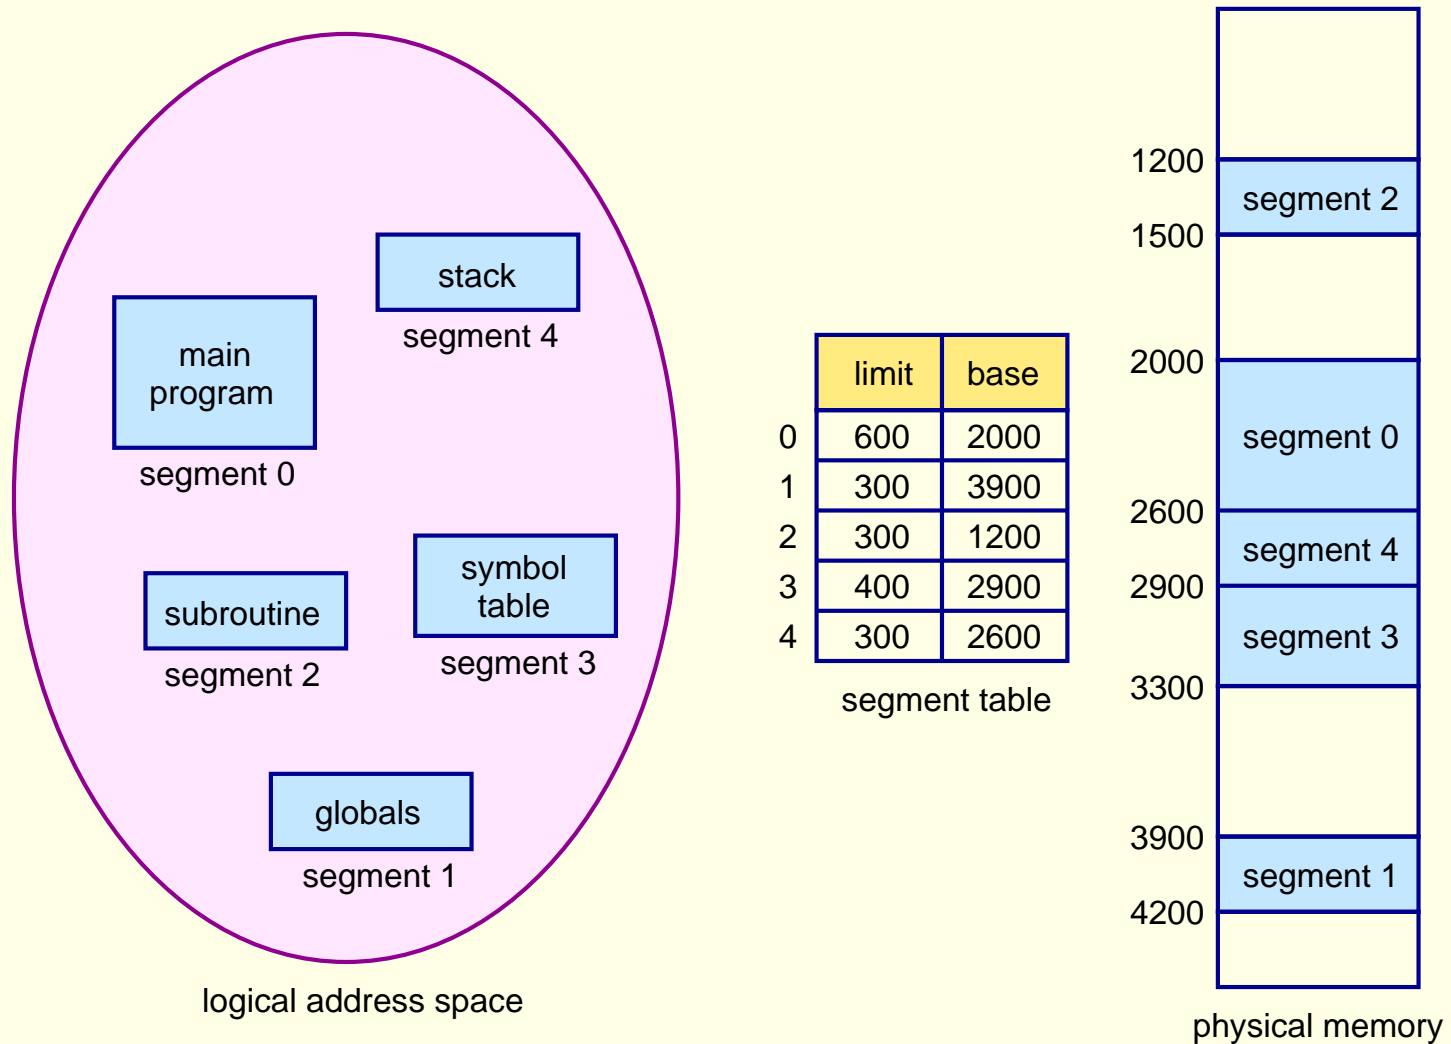 stack
segment 4
main
program
segment 0
symbol
table
segment 3
subroutine
segment 2
globals
segment 1
logical address space
limit base
0 600 2000
1 300 3900
2 300 1200
3 400 2900
4 300 2600
segment table
1200
segment 2
1500
2000
segment 0
2600
segment 4
2900
segment 3
3300
3900
segment 1
4200
physical memory